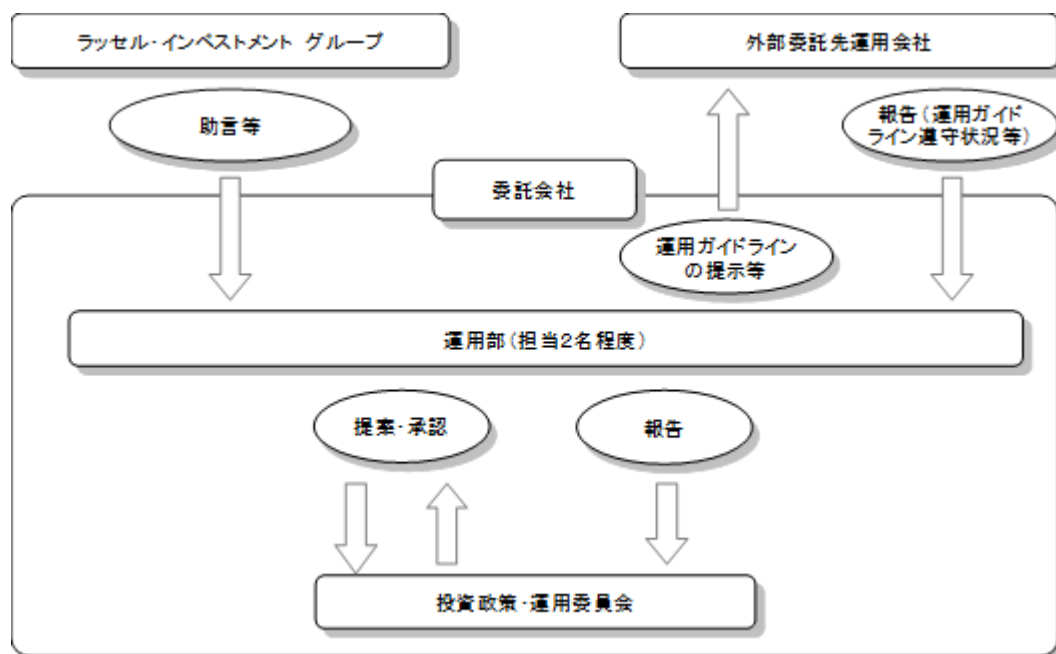 ラッセル・インベストメント グループ
外部委託先運用会社
助言等
報告(運用ガイド
ライン遵守状況等)
委託会社
運用ガイドライン
の提示等
運用部(担当2名程度)
提案・承認
報告
投資政策・運用委員会